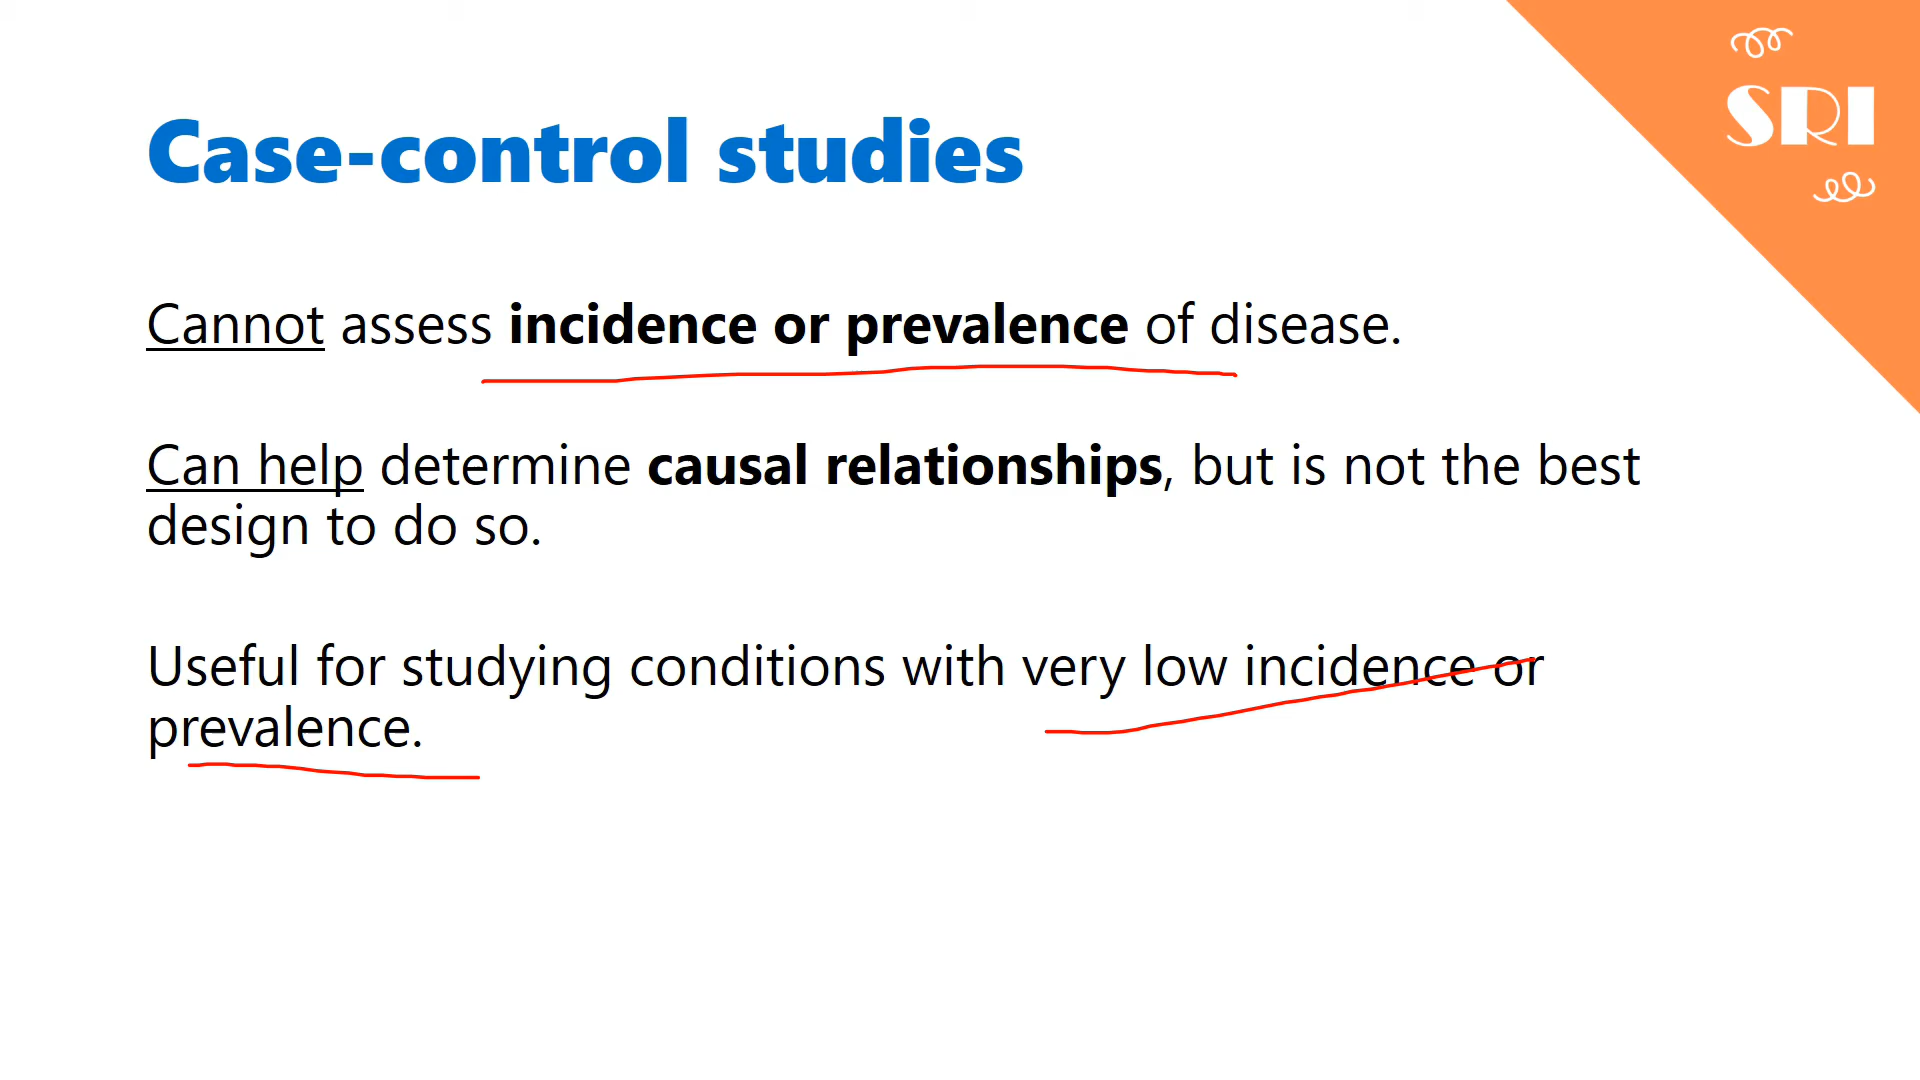 SRI
Case-control studies
Cannot assess incidence or prevalence of disease.
Can help determine causal relationships, but is not the best
design to do so.
Useful for studying conditions with very low incidence or
prevalence.